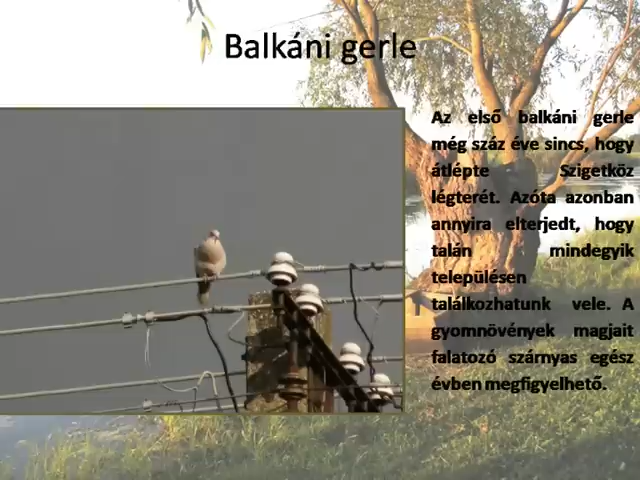 Balkáni gerle
Az első balkáni gerle
még száz éve sincs, hogy
átlépte Szigetköz
légterét. Azóta azonban
annyira elterjedt, hogy
talán mindegyik
településen
találkozhatunk vele. A
gyomnövények magjait
falatozó szárnyas egész
évben megfigyelhető.